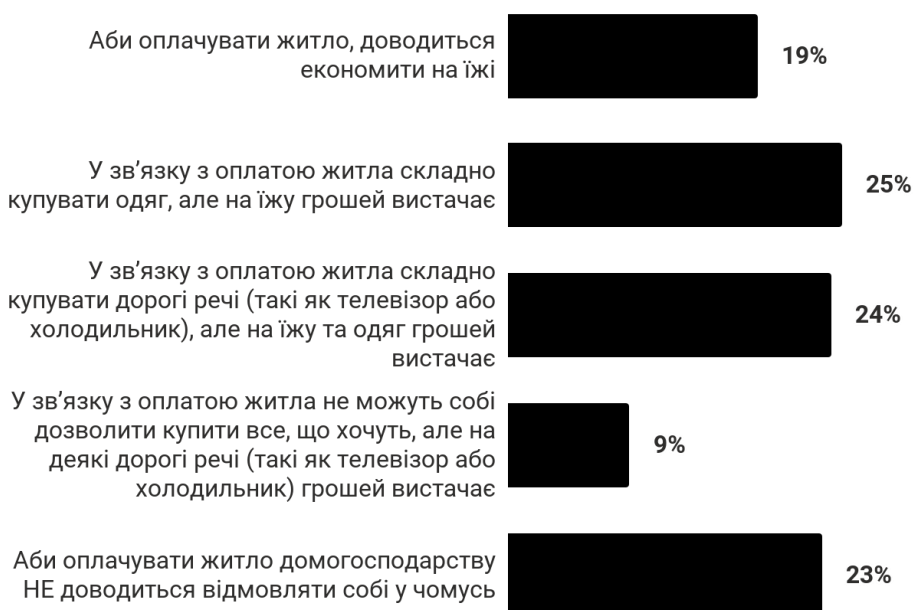 Аби оплачувати житло, доводиться
економити на їжі
19%
У зв’язку з оплатою житла складно
купувати одяг, але на їжу грошей вистачає
25%
У зв’язку з оплатою житла складно
купувати дорогі речі (такі як телевізор або
холодильник), але на їжу та одяг грошей
вистачає
24%
У зв’язку з оплатою житла не можуть собі
дозволити купити все, що хочуть, але на
деякі дорогі речі (такі як телевізор або
холодильник) грошей вистачає
9%
Аби оплачувати житло домогосподарству
НЕ доводиться відмовляти собі у чомусь
23%